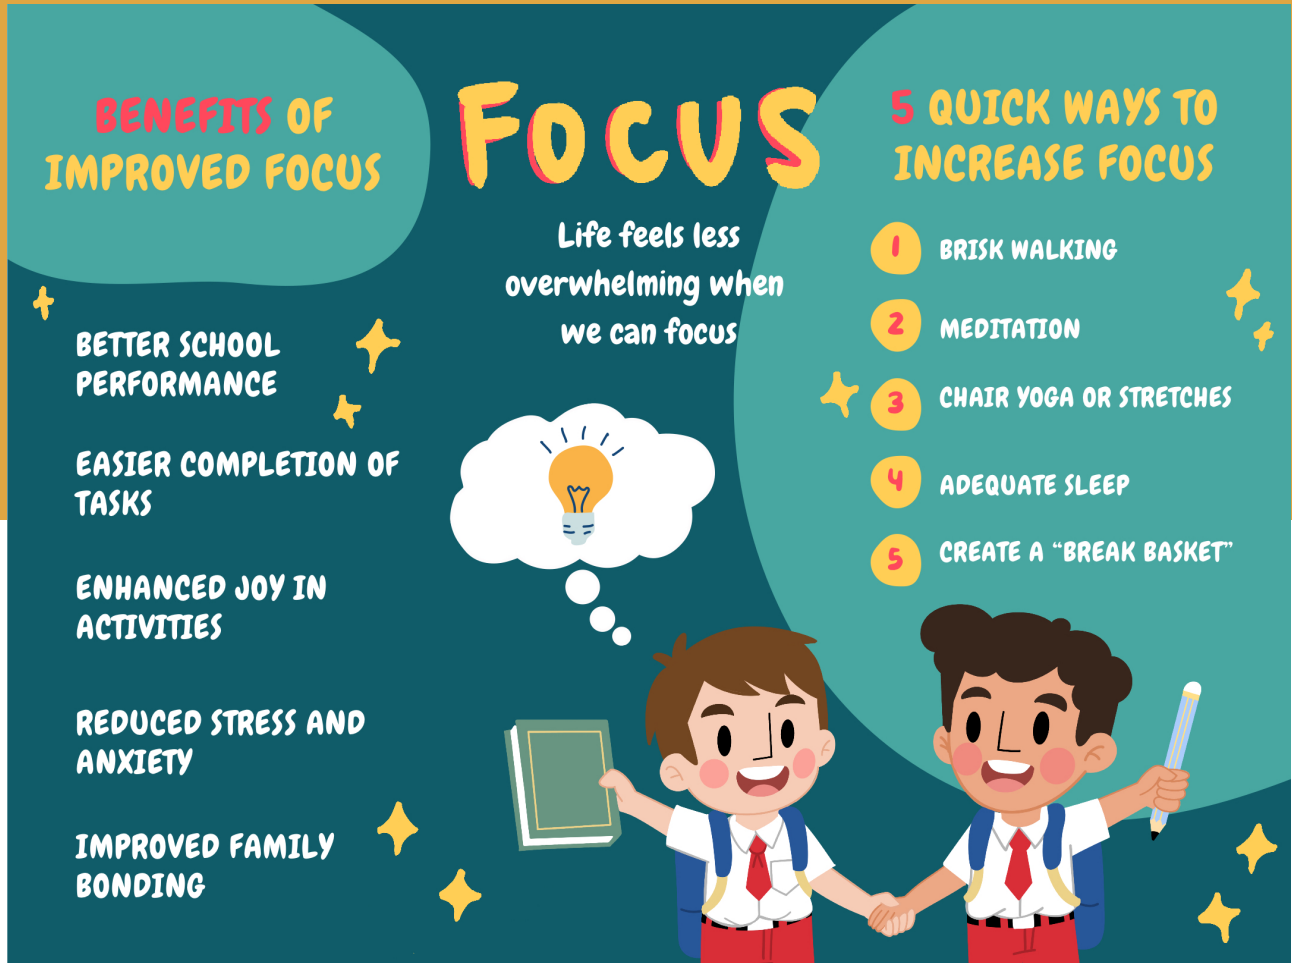 BENEFITS OF
IMPROVED FOCUS
BETTER SCHOOL
PERFORMANCE
EASIER COMPLETION OF
TASKS
ENHANCED JOY IN
ACTIVITIES
REDUCED STRESS AND
ANXIETY
IMPROVED FAMILY
BONDING
FOCUS
Life feels less
overwhelming when
we can focus
5 QUICK WAYS TO
INCREASE FOCUS
1 BRISK WALKING
2 MEDITATION
3 CHAIR YOGA OR STRETCHES
4 ADEQUATE SLEEP
5 CREATE A “BREAK BASKET”